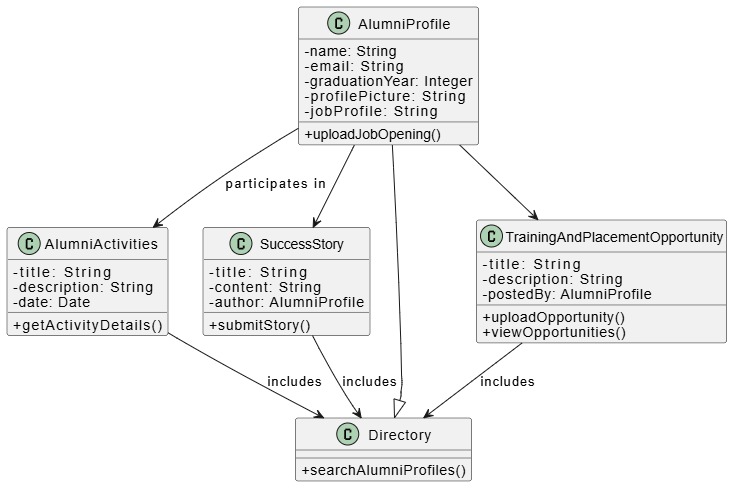 C AlumniProfile
-name: String
-email: String
-graduationYear: Integer
-profilePicture: String
-jobProfile: String
+uploadJobOpening()
participates in
C AlumniActivities
-title: String
-description: String
-date: Date
+getActivityDetails()
C SuccessStory
-title: String
-content: String
-author: AlumniProfile
+submitStory()
C TrainingAndPlacementOpportunity
-title: String
-description: String
-postedBy: AlumniProfile
+uploadOpportunity()
+viewOpportunities()
includes
includes
includes
C Directory
+searchAlumniProfiles()